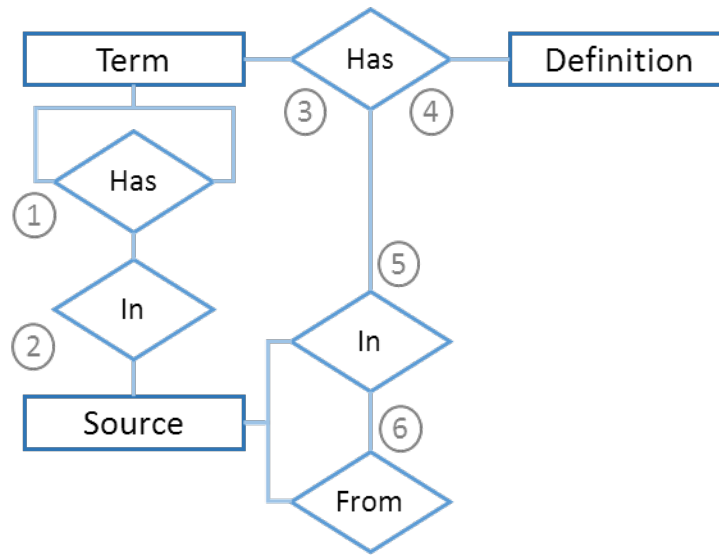 Term
Has
Definition
3
4
Has
1
5
In
2
In
Source
6
From